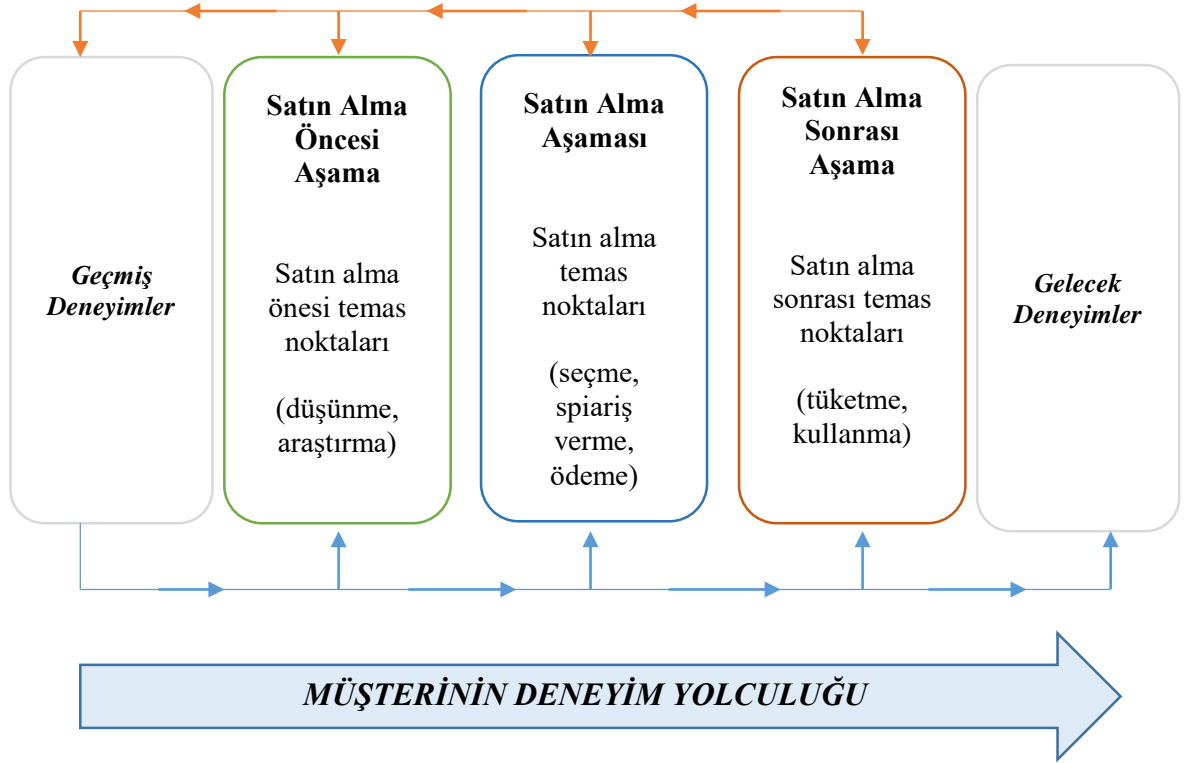 Geçmiş
Deneyimler
Satın Alma
Öncesi
Aşama
Satın alma
önesi temas
noktaları
(düşünme,
araştırma)
Satın Alma
Aşaması
Satın alma
temas
noktaları
(seçme,
spiariş
verme,
ödeme)
Satın Alma
Sonrası
Aşama
Satın alma
sonrası temas
noktaları
(tüketme,
kullanma)
Gelecek
Deneyimler
MÜŞTERİNİN DENEYİM YOLCULUĞU